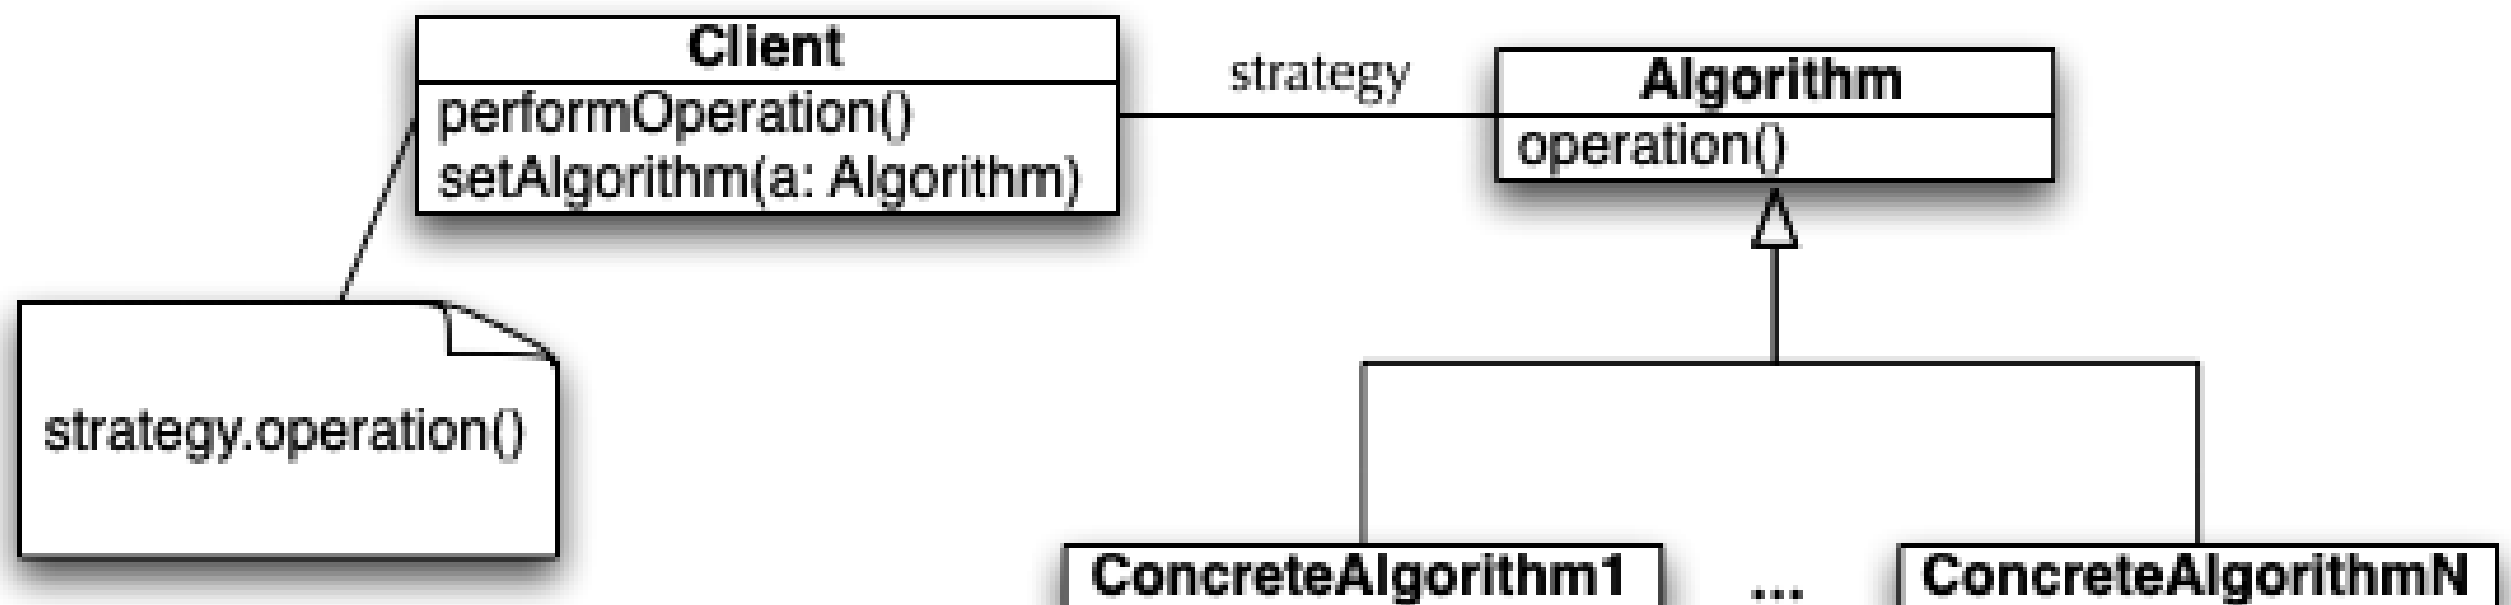 Client
performOperation()
setAlgorithm(a: Algorithm)
strategy
Algorithm
operation()
strategy.operation()
ConcreteAlgorithm1
...
ConcreteAlgorithmN